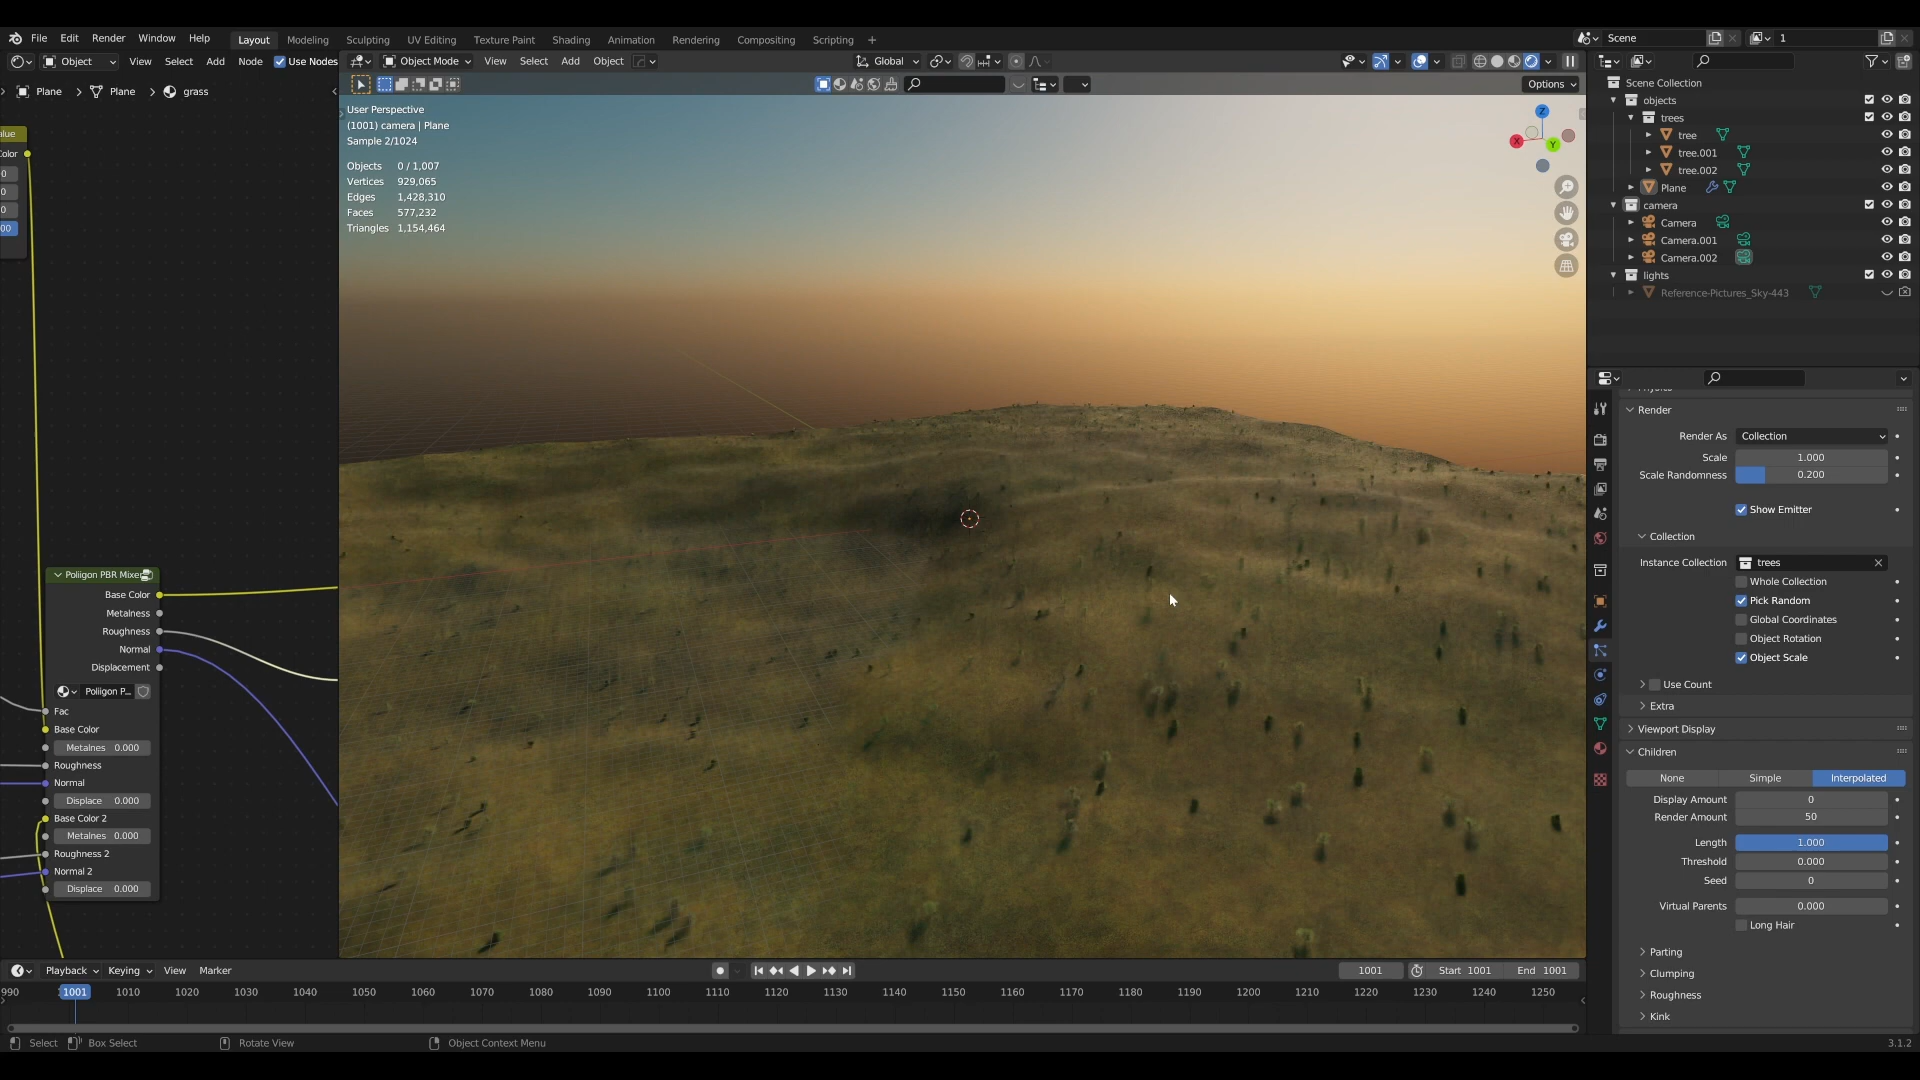 File Edit Render Window Help
Layout Modeling Sculpting UV Editing Texture Paint Shading Animation Rendering Compositing Scripting +
Scene
1
Object View Select Add Node Use Nodes
Object Mode View Select Add Object Global
Plane > Plane > grass
Options
User Perspective
(1001) camera | Plane
Sample 2/1024
Objects 0 / 1,007
Vertices 929,065
Edges 1,428,310
Faces 577,232
Triangles 1,154,464
Z
X
Y
Scene Collection
objects
trees
tree
tree.001
tree.002
Plane
camera
Camera
Camera.001
Camera.002
lights
Reference-Pictures_Sky-443
alue
Color
0
0
0
00
Poliigon PBR Mixe
Base Color
Metalness
Roughness
Normal
Displacement
Poliigon P...
Fac
Base Color
Metalnes 0.000
Roughness
Normal
Displace 0.000
Base Color 2
Metalnes 0.000
Roughness 2
Normal 2
Displace 0.000
Render
Render As Collection
Scale 1.000
Scale Randomness 0.200
Show Emitter
Collection
Instance Collection trees
Whole Collection
Pick Random
Global Coordinates
Object Rotation
Object Scale
Use Count
Extra
Viewport Display
Children
None Simple Interpolated
Display Amount 0
Render Amount 50
Length 1.000
Threshold 0.000
Seed 0
Virtual Parents 0.000
Long Hair
Parting
Clumping
Roughness
Kink
Playback Keying View Marker
1001 Start 1001 End 1001
990 1001 1010 1020 1030 1040 1050 1060 1070 1080 1090 1100 1110 1120 1130 1140 1150 1160 1170 1180 1190 1200 1210 1220 1230 1240 1250
Select Box Select Rotate View Object Context Menu
3.1.2